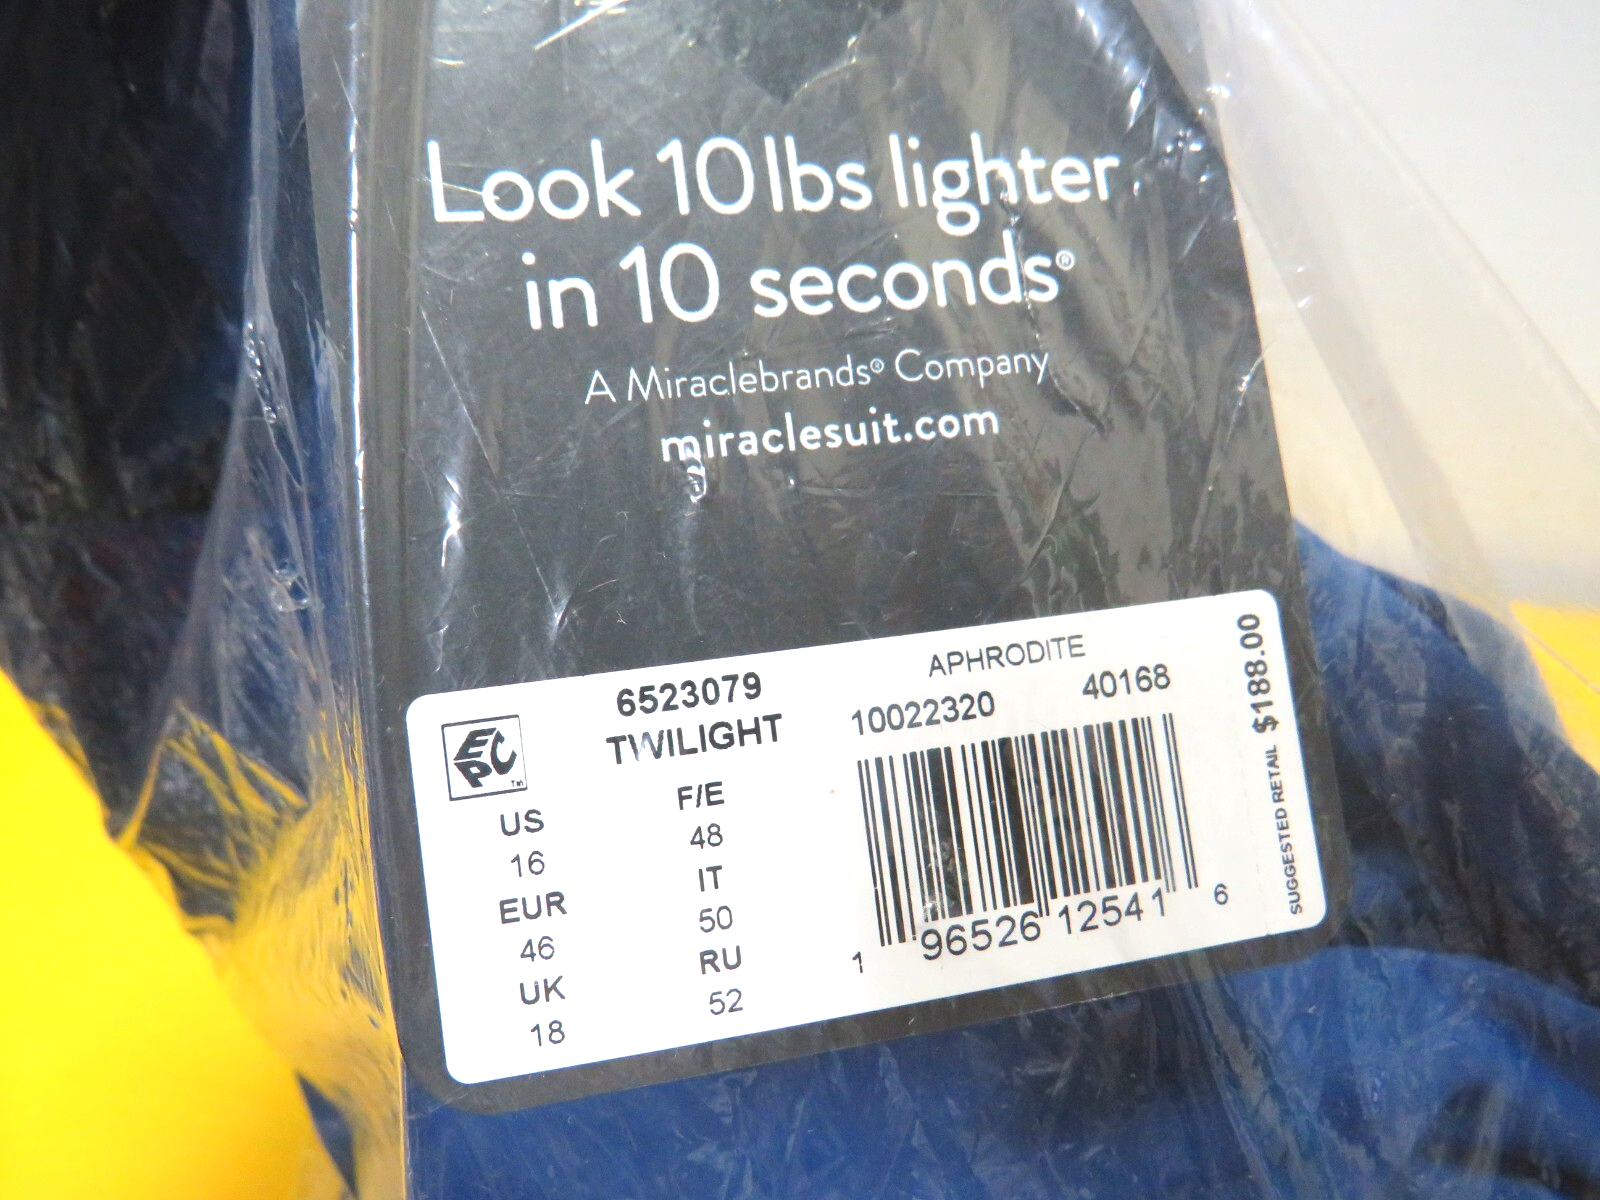 Look 10 lbs lighter
in 10 seconds®
A Miraclebrands® Company
miraclesuit.com
EPC™
6523079
TWILIGHT
US
16
EUR
46
UK
18
F/E
48
IT
50
RU
52
APHRODITE
10022320 40168
1 96526 12541 6
SUGGESTED RETAIL $188.00